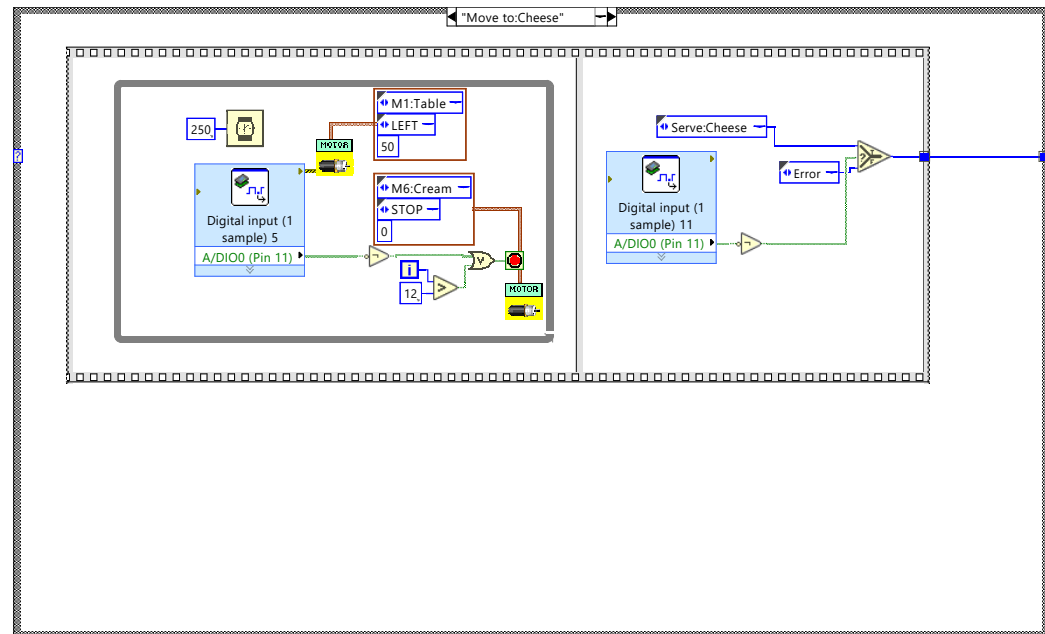 "Move to:Cheese"
250
MOTOR
M1:Table
LEFT
50
Digital input (1
sample) 5
A/DIO0 (Pin 11)
M6:Cream
STOP
0
i
12
>
V
MOTOR
Serve:Cheese
Error
?
T
F
Digital input (1
sample) 11
A/DIO0 (Pin 11)
?